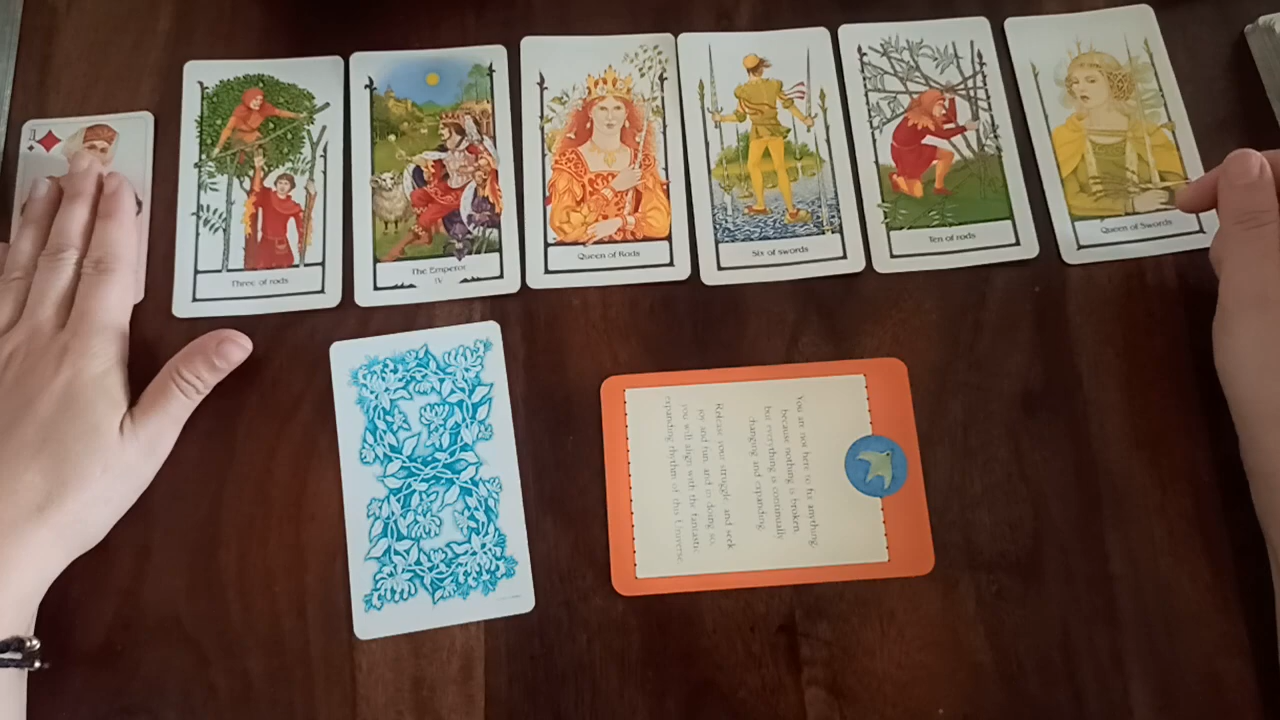 Д
Three of rods
The Emperor
IV
Queen of Rods
Six of swords
Ten of rods
Queen of Swords
You are not here to fix anything,
because nothing is broken,
but everything is continually
changing and expanding.
Release your struggle and seek
joy and fun, and in doing so,
you will align with the fantastic
expanding rhythm of this Universe.